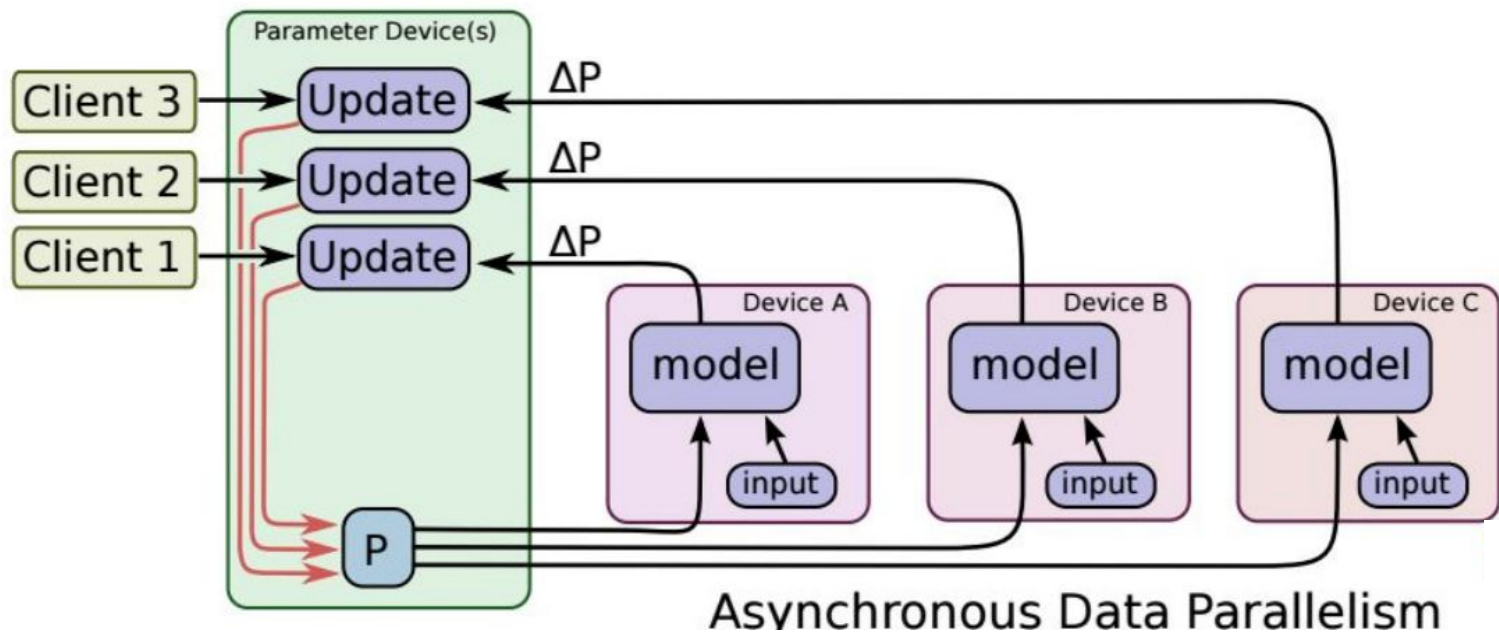 Parameter Device(s)
Client 3
Update
ΔP
Client 2
Update
ΔP
Client 1
Update
ΔP
Device A
Device B
Device C
model
model
model
input
input
input
P
Asynchronous Data Parallelism